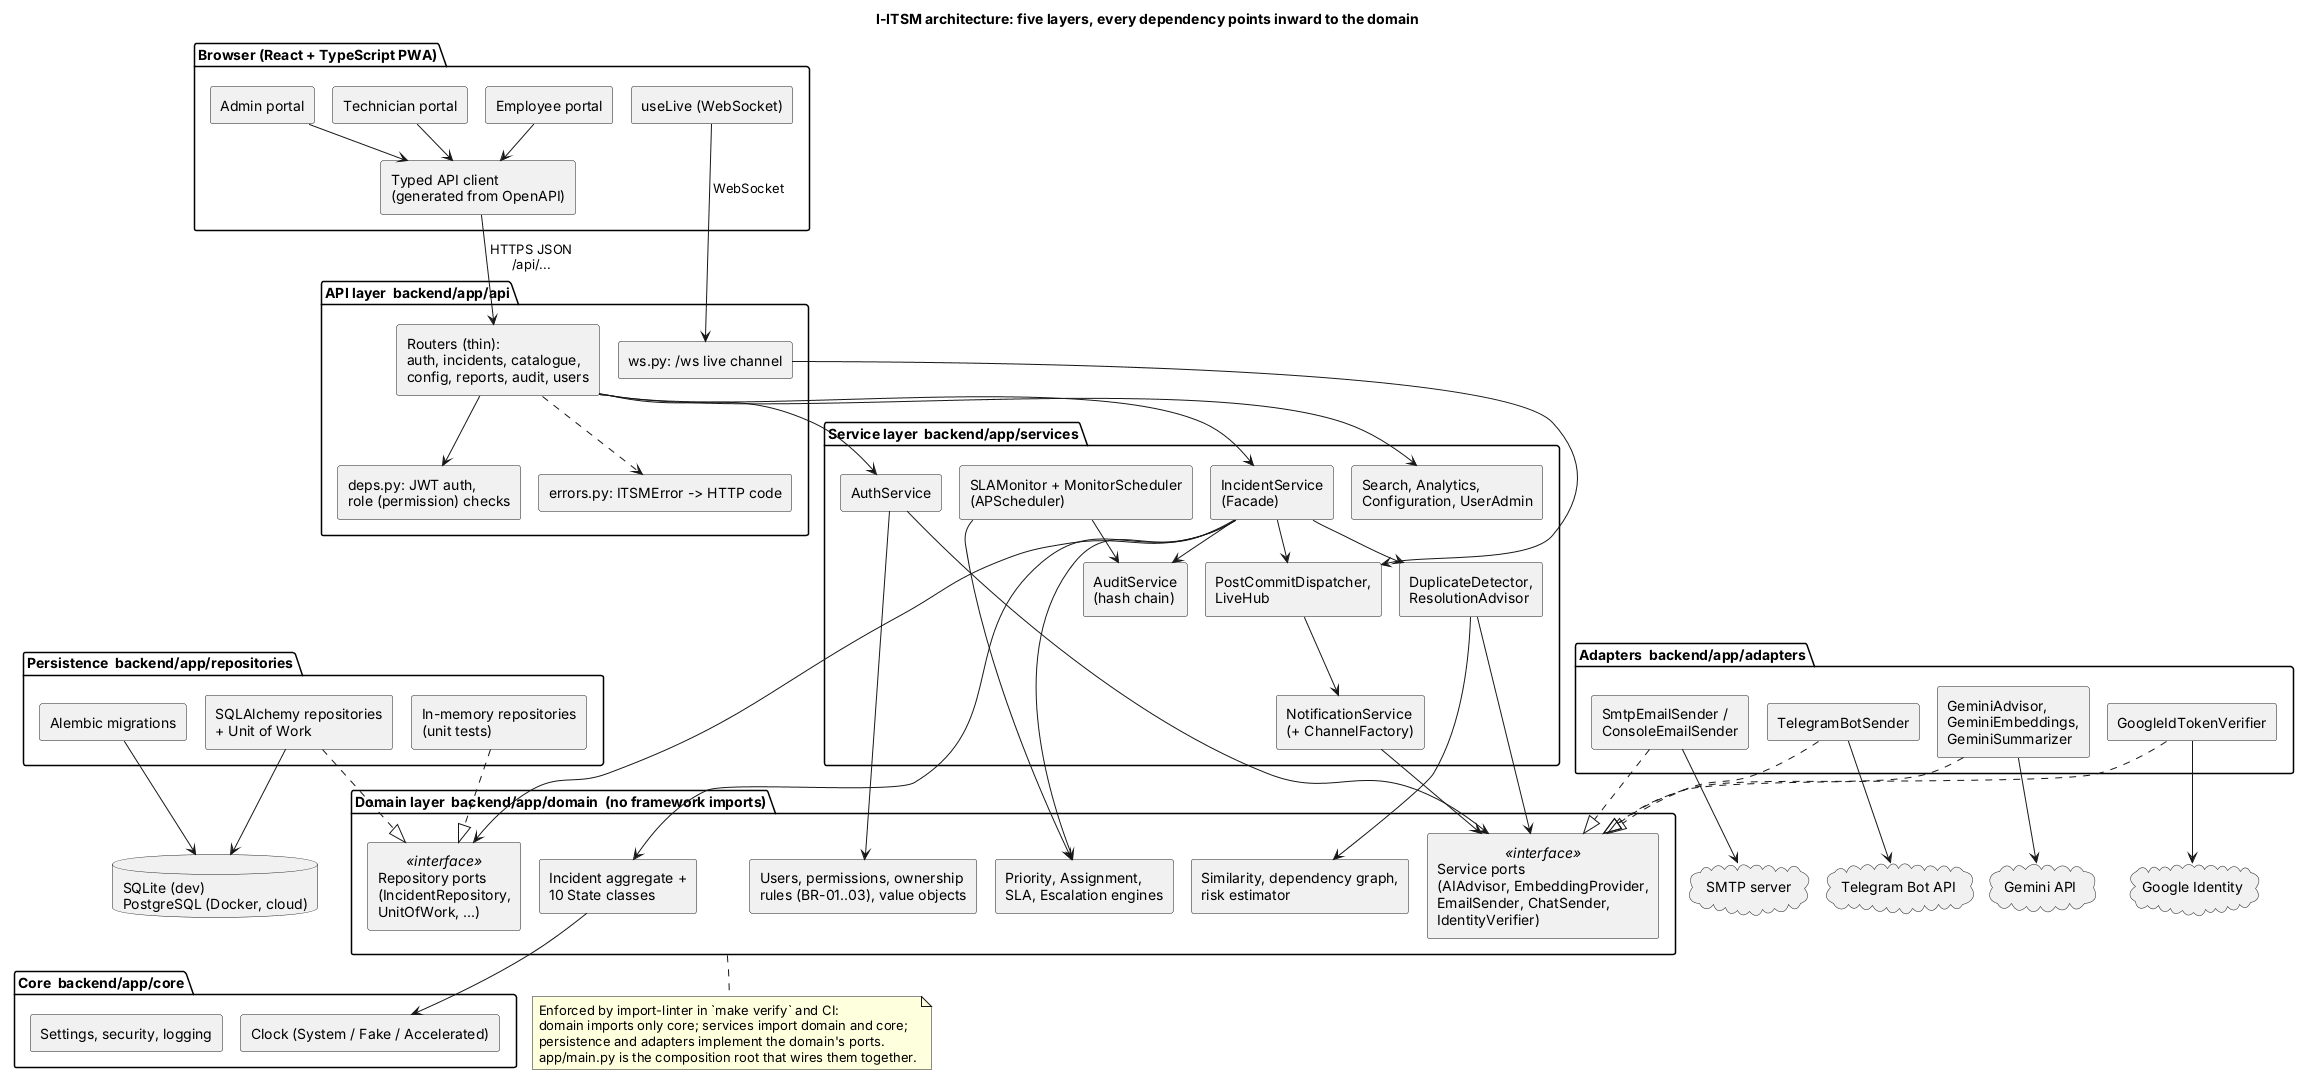 I-ITSM architecture: five layers, every dependency points inward to the domain
Browser (React + TypeScript PWA)
Admin portal
Technician portal
Employee portal
useLive (WebSocket)
Typed API client
(generated from OpenAPI)
WebSocket
HTTPS JSON
/api/...
API layer  backend/app/api
Routers (thin):
auth, incidents, catalogue,
config, reports, audit, users
ws.py: /ws live channel
deps.py: JWT auth,
role (permission) checks
errors.py: ITSMError -> HTTP code
Service layer  backend/app/services
AuthService
SLAMonitor + MonitorScheduler
(APScheduler)
IncidentService
(Facade)
Search, Analytics,
Configuration, UserAdmin
AuditService
(hash chain)
PostCommitDispatcher,
LiveHub
DuplicateDetector,
ResolutionAdvisor
NotificationService
(+ ChannelFactory)
Persistence  backend/app/repositories
Alembic migrations
SQLAlchemy repositories
+ Unit of Work
In-memory repositories
(unit tests)
Adapters  backend/app/adapters
SmtpEmailSender /
ConsoleEmailSender
TelegramBotSender
GeminiAdvisor,
GeminiEmbeddings,
GeminiSummarizer
GoogleIdTokenVerifier
Domain layer  backend/app/domain  (no framework imports)
«interface»
Repository ports
(IncidentRepository,
UnitOfWork, ...)
Incident aggregate +
10 State classes
Users, permissions, ownership
rules (BR-01..03), value objects
Priority, Assignment,
SLA, Escalation engines
Similarity, dependency graph,
risk estimator
«interface»
Service ports
(AIAdvisor, EmbeddingProvider,
EmailSender, ChatSender,
IdentityVerifier)
SQLite (dev)
PostgreSQL (Docker, cloud)
SMTP server
Telegram Bot API
Gemini API
Google Identity
Core  backend/app/core
Settings, security, logging
Clock (System / Fake / Accelerated)
Enforced by import-linter in `make verify` and CI:
domain imports only core; services import domain and core;
persistence and adapters implement the domain's ports.
app/main.py is the composition root that wires them together.